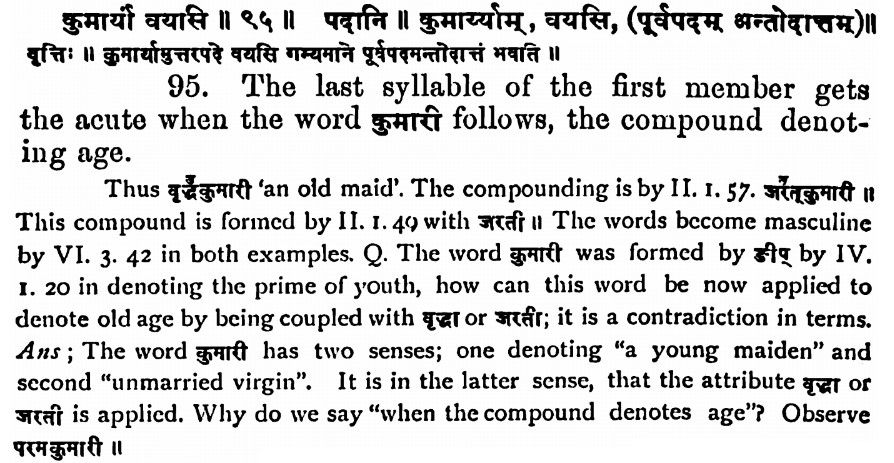 कुमार्यां वयसि ॥ ९५ ॥ पदानि ॥ कुमार्य्याम्, वयसि, (पूर्वपदम् अन्तोदात्तम्)॥
वृत्तिः ॥ कुमार्यामुत्तरपदे वयसि गम्यमाने पूर्वपदमन्तोदात्तं भवति ॥
95. The last syllable of the first member gets
the acute when the word कुमारी follows, the compound denot-
ing age.
Thus वृद्धकुमारी 'an old maid'. The compounding is by II. 1. 57. जरत्कुमारी ॥
This compound is formed by II. 1. 49 with जरती ॥ The words become masculine
by VI. 3. 42 in both examples. Q. The word कुमारी was formed by ङीप् by IV.
1. 20 in denoting the prime of youth, how can this word be now applied to
denote old age by being coupled with वृद्धा or जरती; it is a contradiction in terms.
Ans ; The word कुमारी has two senses; one denoting "a young maiden" and
second "unmarried virgin". It is in the latter sense, that the attribute वृद्धा or
जरती is applied. Why do we say "when the compound denotes age"? Observe
परमकुमारी ॥